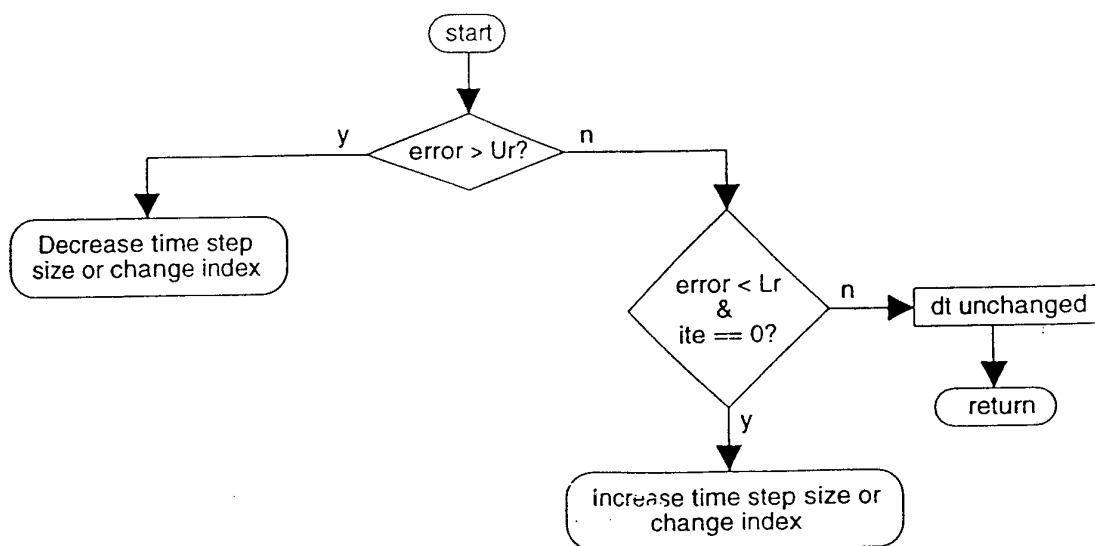 start
y
error > Ur?
n
Decrease time step
size or change index
error < Lr
&
ite == 0?
n
dt unchanged
return
y
Increase time step size or
change index